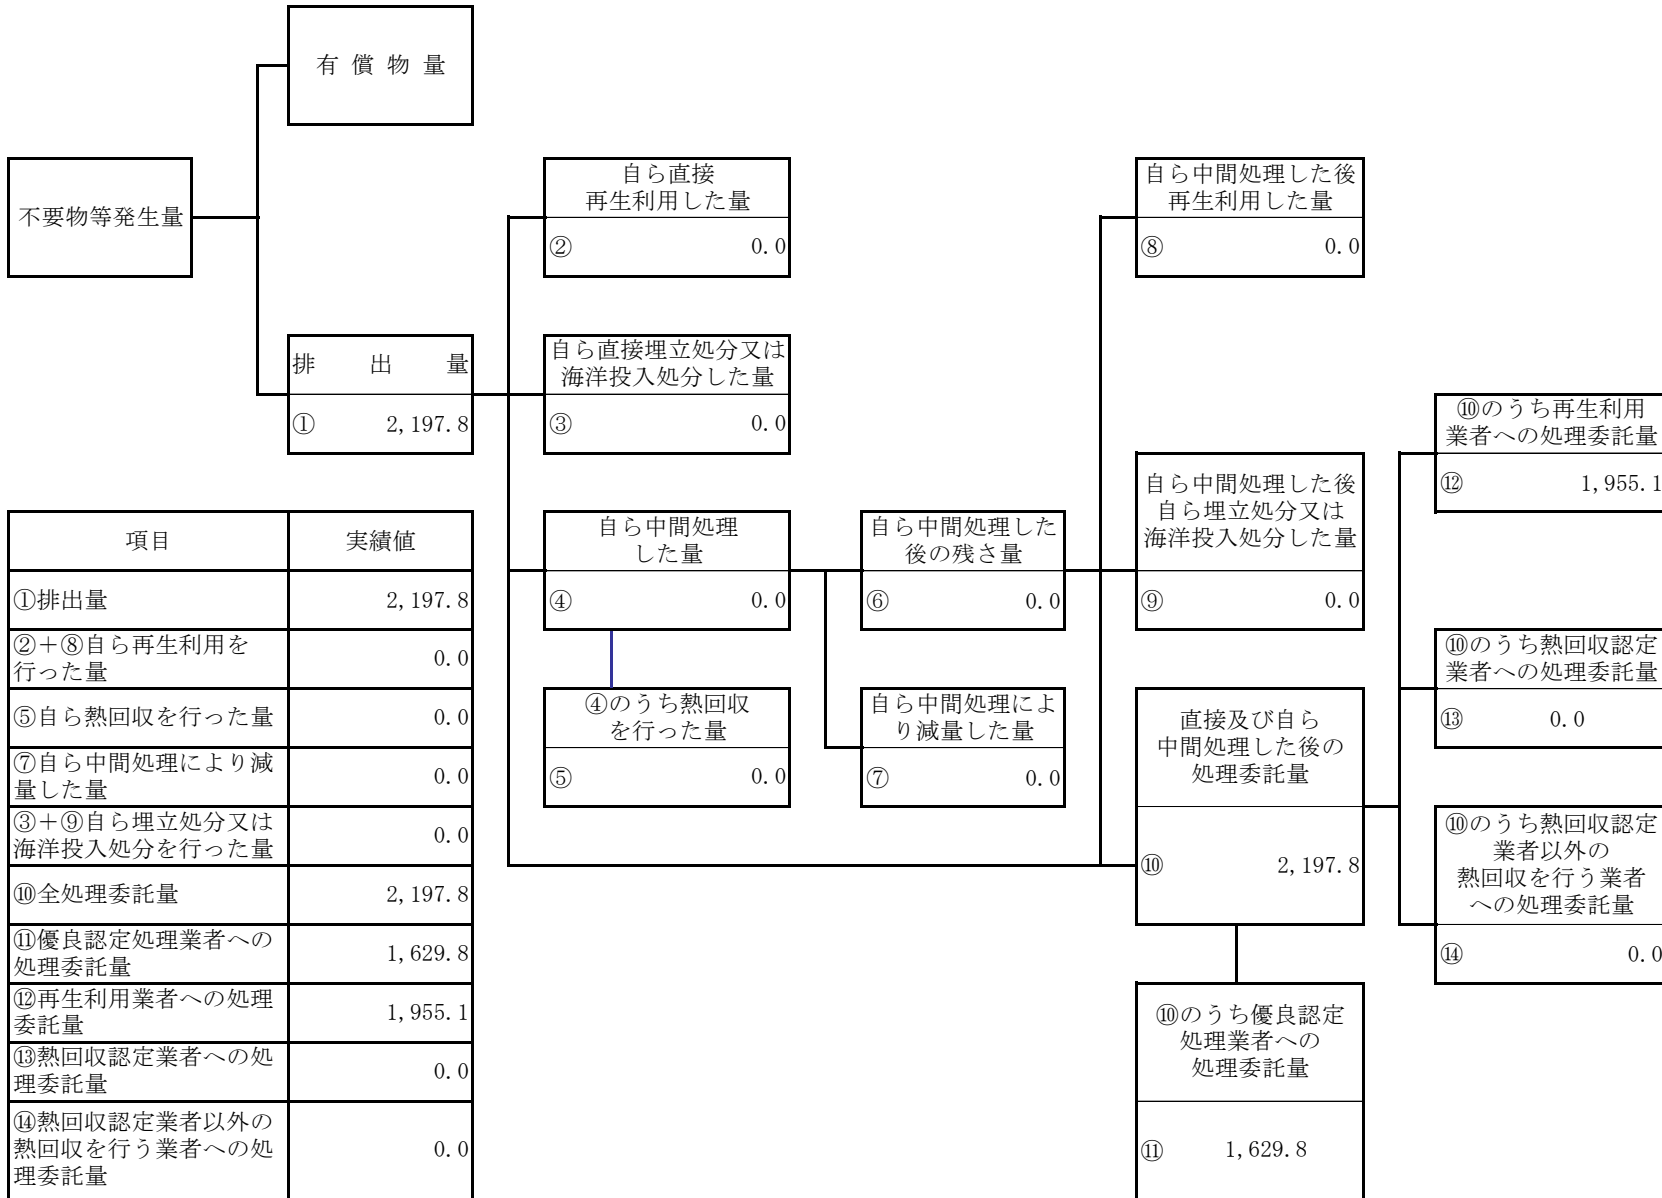 有 償 物 量
不要物等発生量
自ら直接
再生利用した量
② 0.0
自ら中間処理した後
再生利用した量
⑧ 0.0
排 出 量
① 2,197.8
自ら直接埋立処分又は
海洋投入処分した量
③ 0.0
⑩のうち再生利用
業者への処理委託量
⑫ 1,955.1
自ら中間処理した後
自ら埋立処分又は
海洋投入処分した量
⑨ 0.0
自ら中間処理
した量
④ 0.0
自ら中間処理した
後の残さ量
⑥ 0.0
⑩のうち熱回収認定
業者への処理委託量
⑬ 0.0
④のうち熱回収
を行った量
⑤ 0.0
自ら中間処理によ
り減量した量
⑦ 0.0
直接及び自ら
中間処理した後の
処理委託量
⑩ 2,197.8
⑩のうち熱回収認定
業者以外の
熱回収を行う業者
への処理委託量
⑭ 0.0
⑩のうち優良認定
処理業者への
処理委託量
⑪ 1,629.8
項目 実績値
①排出量 2,197.8
②＋⑧自ら再生利用を
行った量 0.0
⑤自ら熱回収を行った量 0.0
⑦自ら中間処理により減
量した量 0.0
③＋⑨自ら埋立処分又は
海洋投入処分を行った量 0.0
⑩全処理委託量 2,197.8
⑪優良認定処理業者への
処理委託量 1,629.8
⑫再生利用業者への処理
委託量 1,955.1
⑬熱回収認定業者への処
理委託量 0.0
⑭熱回収認定業者以外の
熱回収を行う業者への処
理委託量 0.0